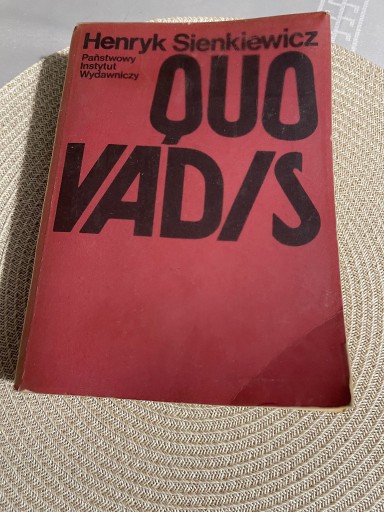 Henryk Sienkiewicz
Państwowy
Instytut
Wydawniczy
QUO
VADIS